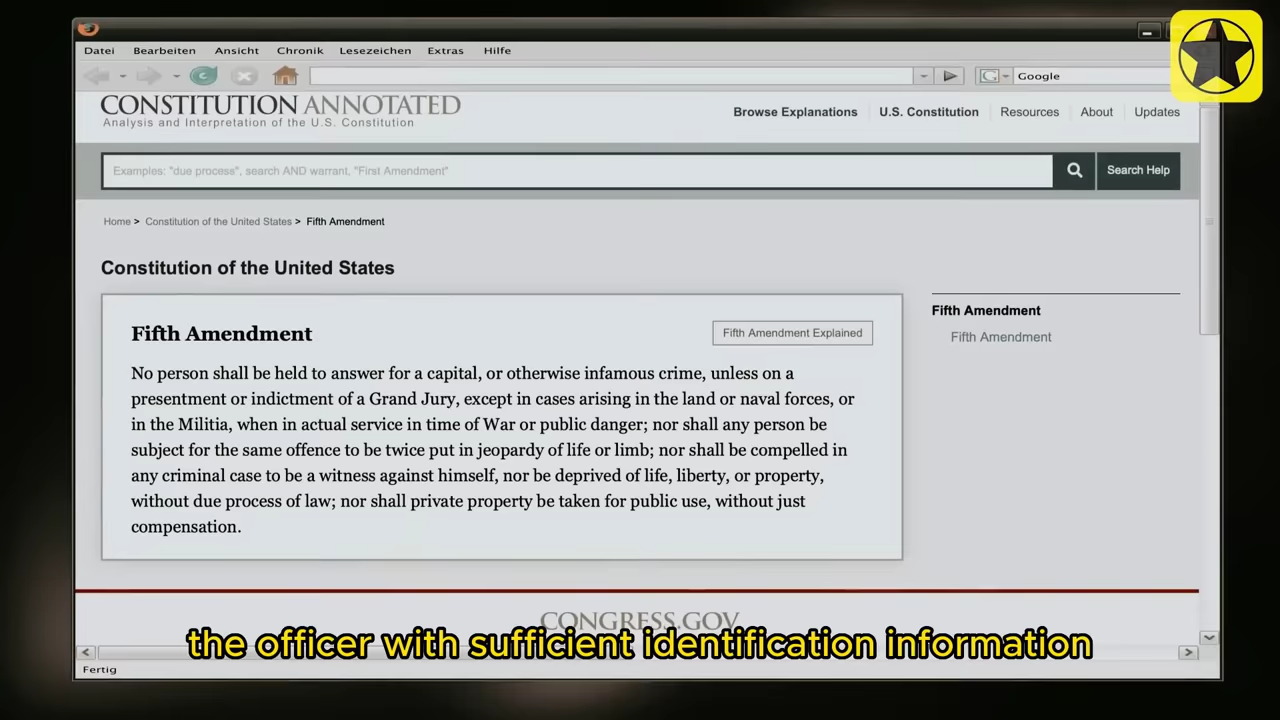 Datei Bearbeiten Ansicht Chronik Lesezeichen Extras Hilfe
Google
CONSTITUTION ANNOTATED
Analysis and Interpretation of the U.S. Constitution
Browse Explanations U.S. Constitution Resources About Updates
Examples: "due process", search AND warrant, "First Amendment"
Search Help
Home > Constitution of the United States > Fifth Amendment
Constitution of the United States
Fifth Amendment
Fifth Amendment Explained
No person shall be held to answer for a capital, or otherwise infamous crime, unless on a
presentment or indictment of a Grand Jury, except in cases arising in the land or naval forces, or
in the Militia, when in actual service in time of War or public danger; nor shall any person be
subject for the same offence to be twice put in jeopardy of life or limb; nor shall be compelled in
any criminal case to be a witness against himself, nor be deprived of life, liberty, or property,
without due process of law; nor shall private property be taken for public use, without just
compensation.
Fifth Amendment
Fifth Amendment
CONGRESS.GOV
the officer with sufficient identification information
Fertig